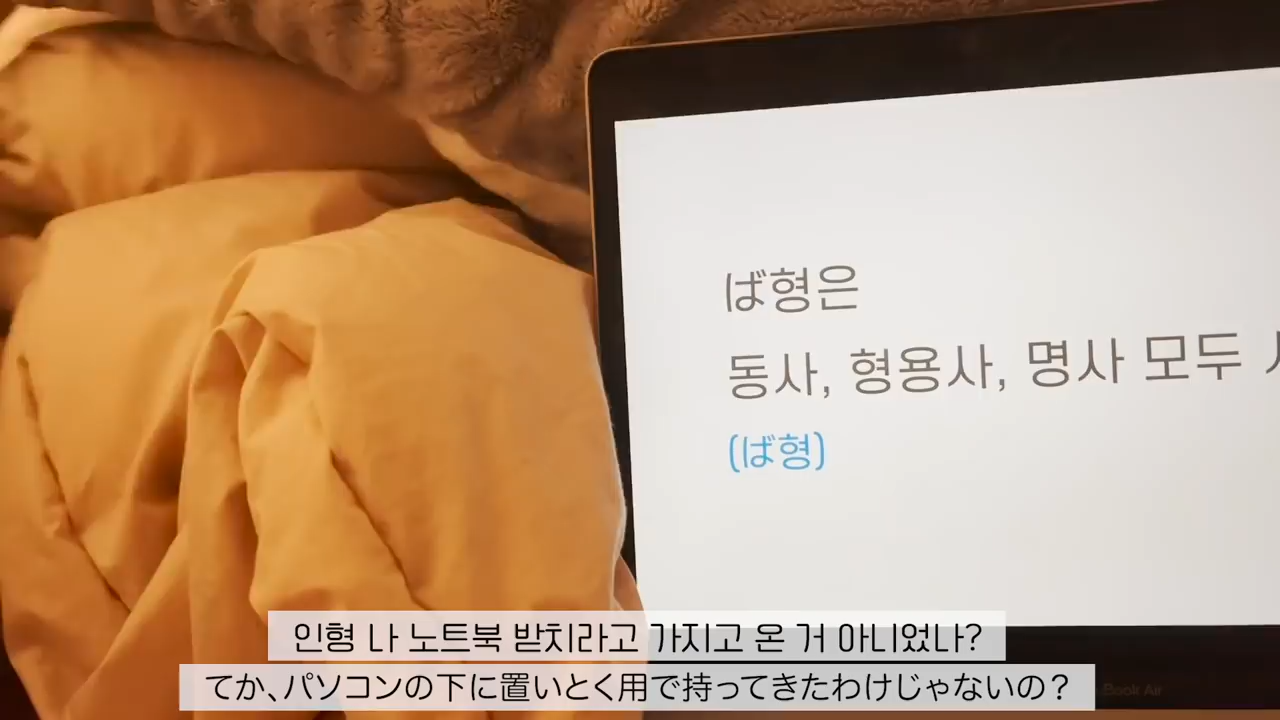 ば형은
동사, 형용사, 명사 모두
(ば형)
인형 나 노트북 받치라고 가지고 온 거 아니었나?
てか、パソコンの下に置いとく用で持ってきたわけじゃないの？
Book Air